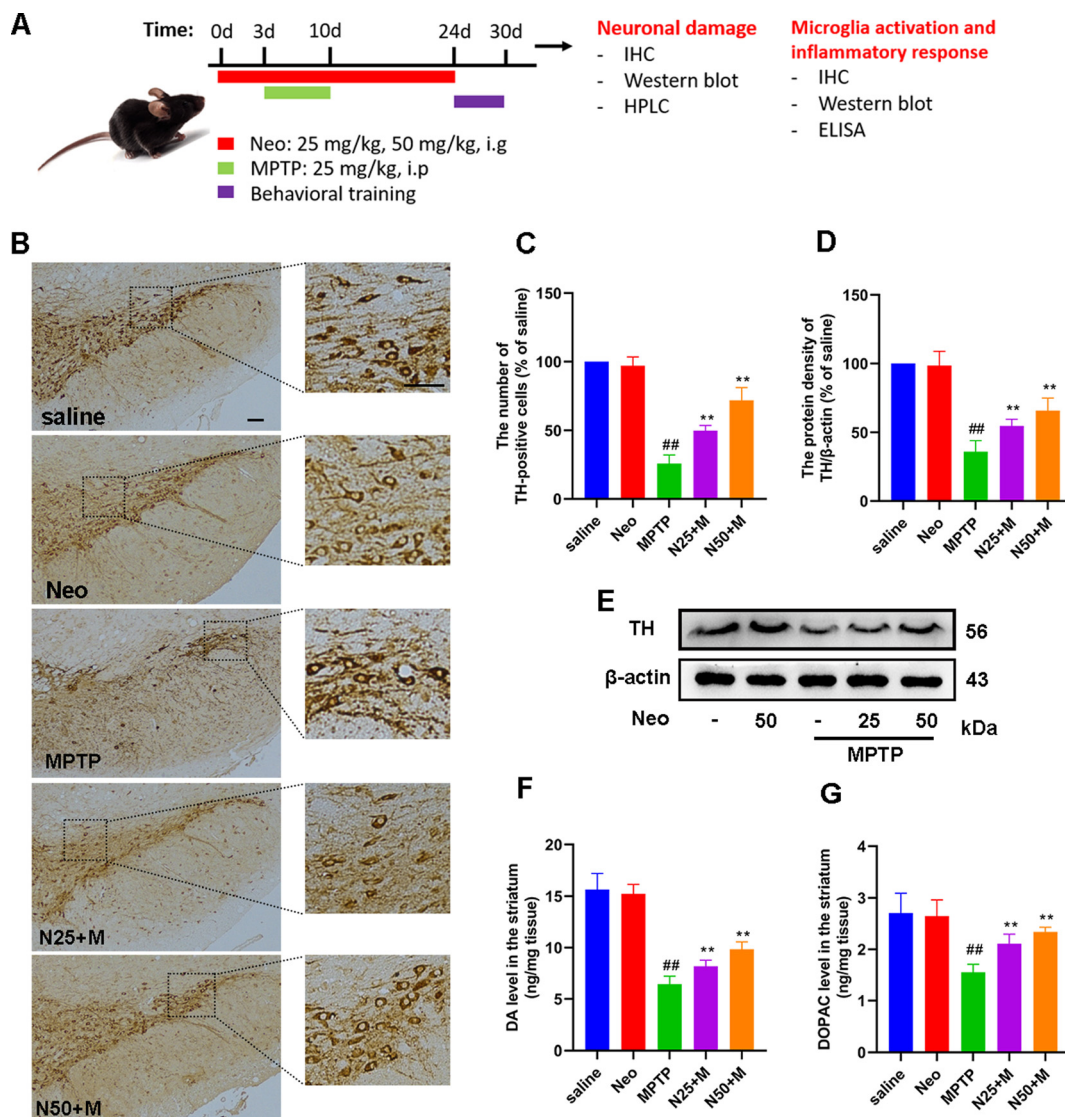 A
Time: 0d 3d 10d 24d 30d
Neo: 25 mg/kg, 50 mg/kg, i.g
MPTP: 25 mg/kg, i.p
Behavioral training
Neuronal damage
- IHC
- Western blot
- HPLC
Microglia activation and
inflammatory response
- IHC
- Western blot
- ELISA
B
saline
Neo
MPTP
N25+M
N50+M
C
The number of
TH-positive cells (% of saline)
150
100
50
0
##
**
**
saline Neo MPTP N25+M N50+M
D
The protein density of
TH/β-actin (% of saline)
150
100
50
0
##
**
**
saline Neo MPTP N25+M N50+M
E
TH 56
β-actin 43
Neo - 50 - 25 50 kDa
MPTP
F
DA level in the striatum
(ng/mg tissue)
20
15
10
5
0
##
**
**
saline Neo MPTP N25+M N50+M
G
DOPAC level in the striatum
(ng/mg tissue)
4
3
2
1
0
##
**
**
saline Neo MPTP N25+M N50+M